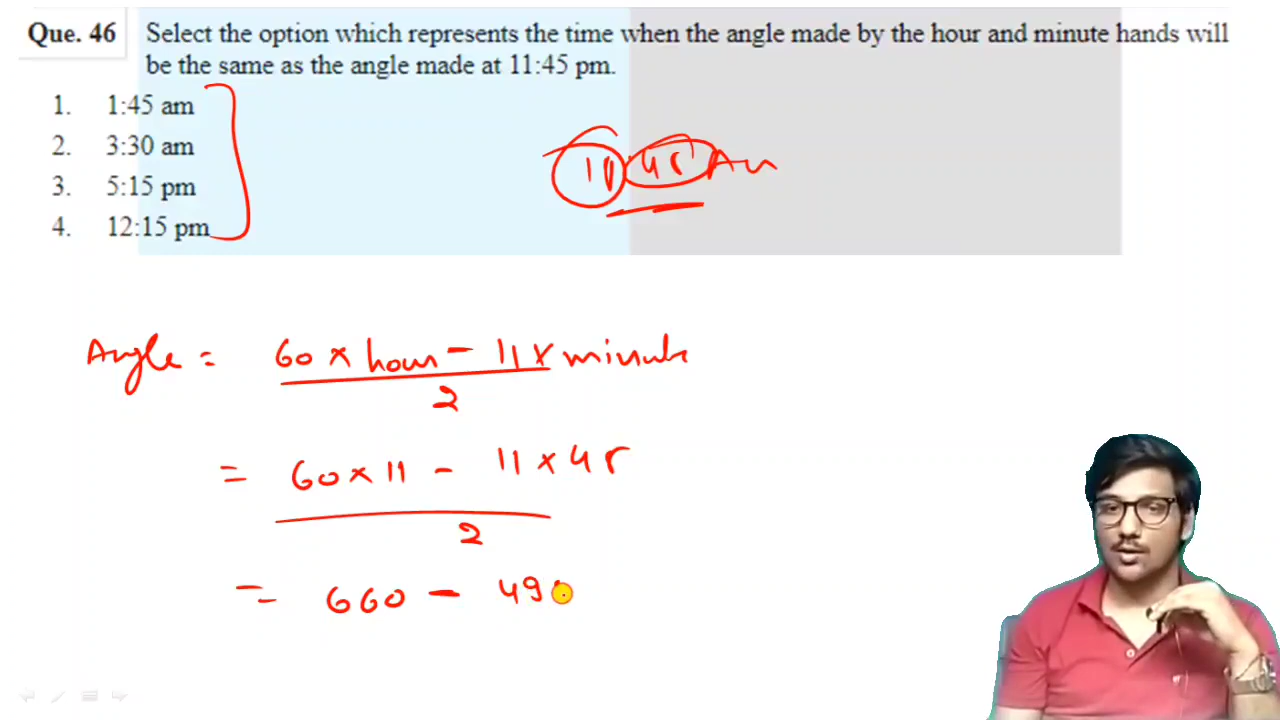 Que. 46 Select the option which represents the time when the angle made by the hour and minute hands will
be the same as the angle made at 11:45 pm.
1. 1:45 am
2. 3:30 am
3. 5:15 pm
4. 12:15 pm
Angle = 60 × hour - 11 × minute
2
= 60 × 11 - 11 × 45
2
= 660 - 49